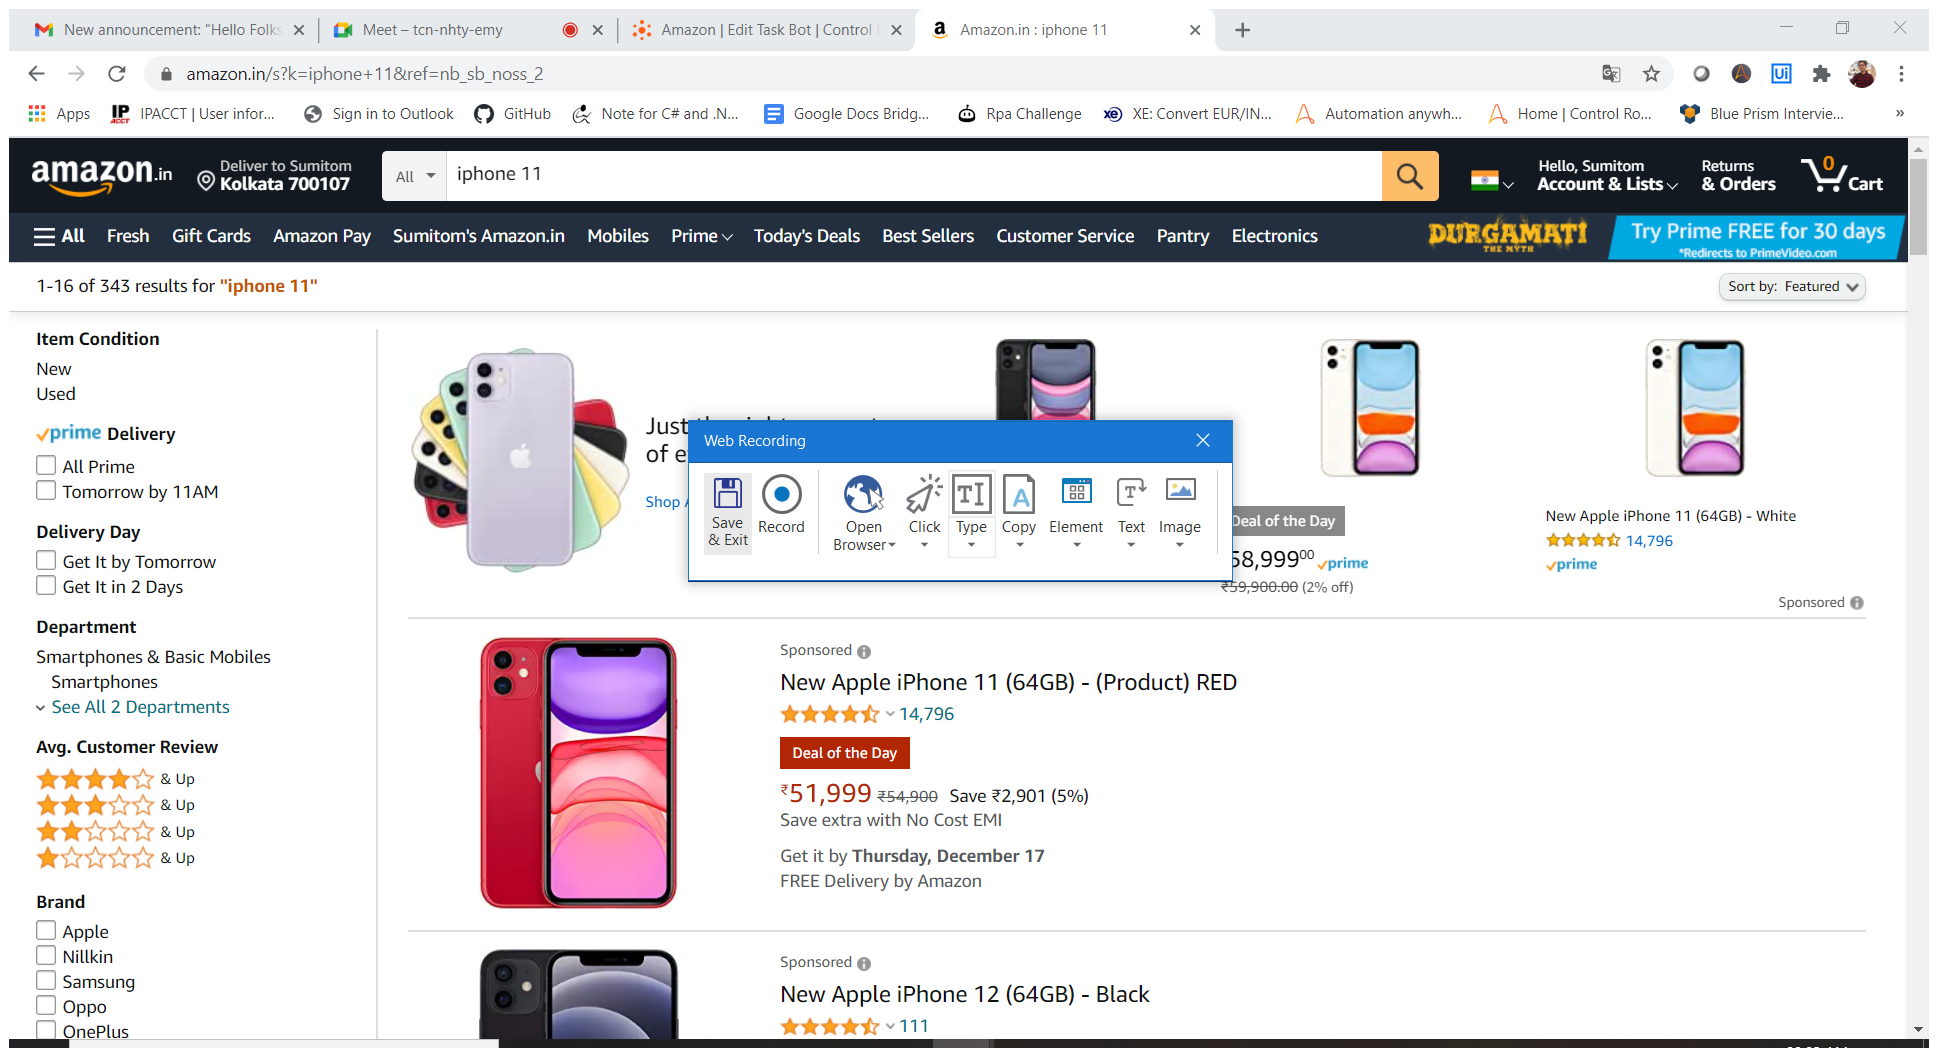 New announcement: "Hello Folks
Meet – tcn-nhty-emy
Amazon | Edit Task Bot | Control
Amazon.in : iphone 11
amazon.in/s?k=iphone+11&ref=nb_sb_noss_2
Apps
IPACCT | User infor...
Sign in to Outlook
GitHub
Note for C# and .N...
Google Docs Bridg...
Rpa Challenge
XE: Convert EUR/IN...
Automation anywh...
Home | Control Ro...
Blue Prism Intervie...
»
amazon.in
Deliver to Sumitom
Kolkata 700107
All
iphone 11
Hello, Sumitom
Account & Lists
Returns
& Orders
0
Cart
All
Fresh
Gift Cards
Amazon Pay
Sumitom's Amazon.in
Mobiles
Prime
Today's Deals
Best Sellers
Customer Service
Pantry
Electronics
DURGAMATI
THE MYTH
Try Prime FREE for 30 days
*Redirects to PrimeVideo.com
1-16 of 343 results for "iphone 11"
Sort by: Featured
Item Condition
New
Used
prime Delivery
All Prime
Tomorrow by 11AM
Delivery Day
Get It by Tomorrow
Get It in 2 Days
Department
Smartphones & Basic Mobiles
Smartphones
See All 2 Departments
Avg. Customer Review
& Up
& Up
& Up
& Up
Brand
Apple
Nillkin
Samsung
Oppo
OnePlus
Just
of e
Shop
Web Recording
Save
& Exit
Record
Open
Browser
Click
Type
Copy
Element
Text
Image
Deal of the Day
58,99900 prime
₹59,900.00 (2% off)
New Apple iPhone 11 (64GB) - White
14,796
prime
Sponsored
Sponsored
New Apple iPhone 11 (64GB) - (Product) RED
14,796
Deal of the Day
₹51,999 ₹54,900 Save ₹2,901 (5%)
Save extra with No Cost EMI
Get it by Thursday, December 17
FREE Delivery by Amazon
Sponsored
New Apple iPhone 12 (64GB) - Black
111